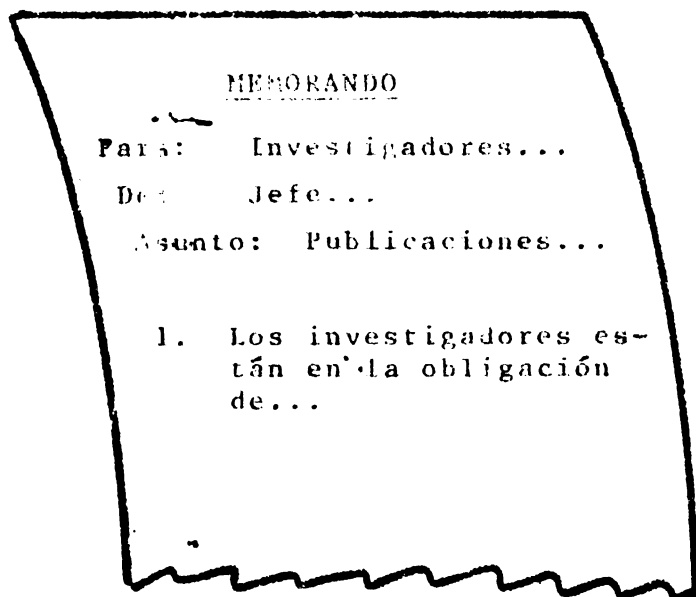 MEMORANDO
Para: Investigadores...
De: Jefe...
Asunto: Publicaciones...
1. Los investigadores es-
tán en la obligación
de...